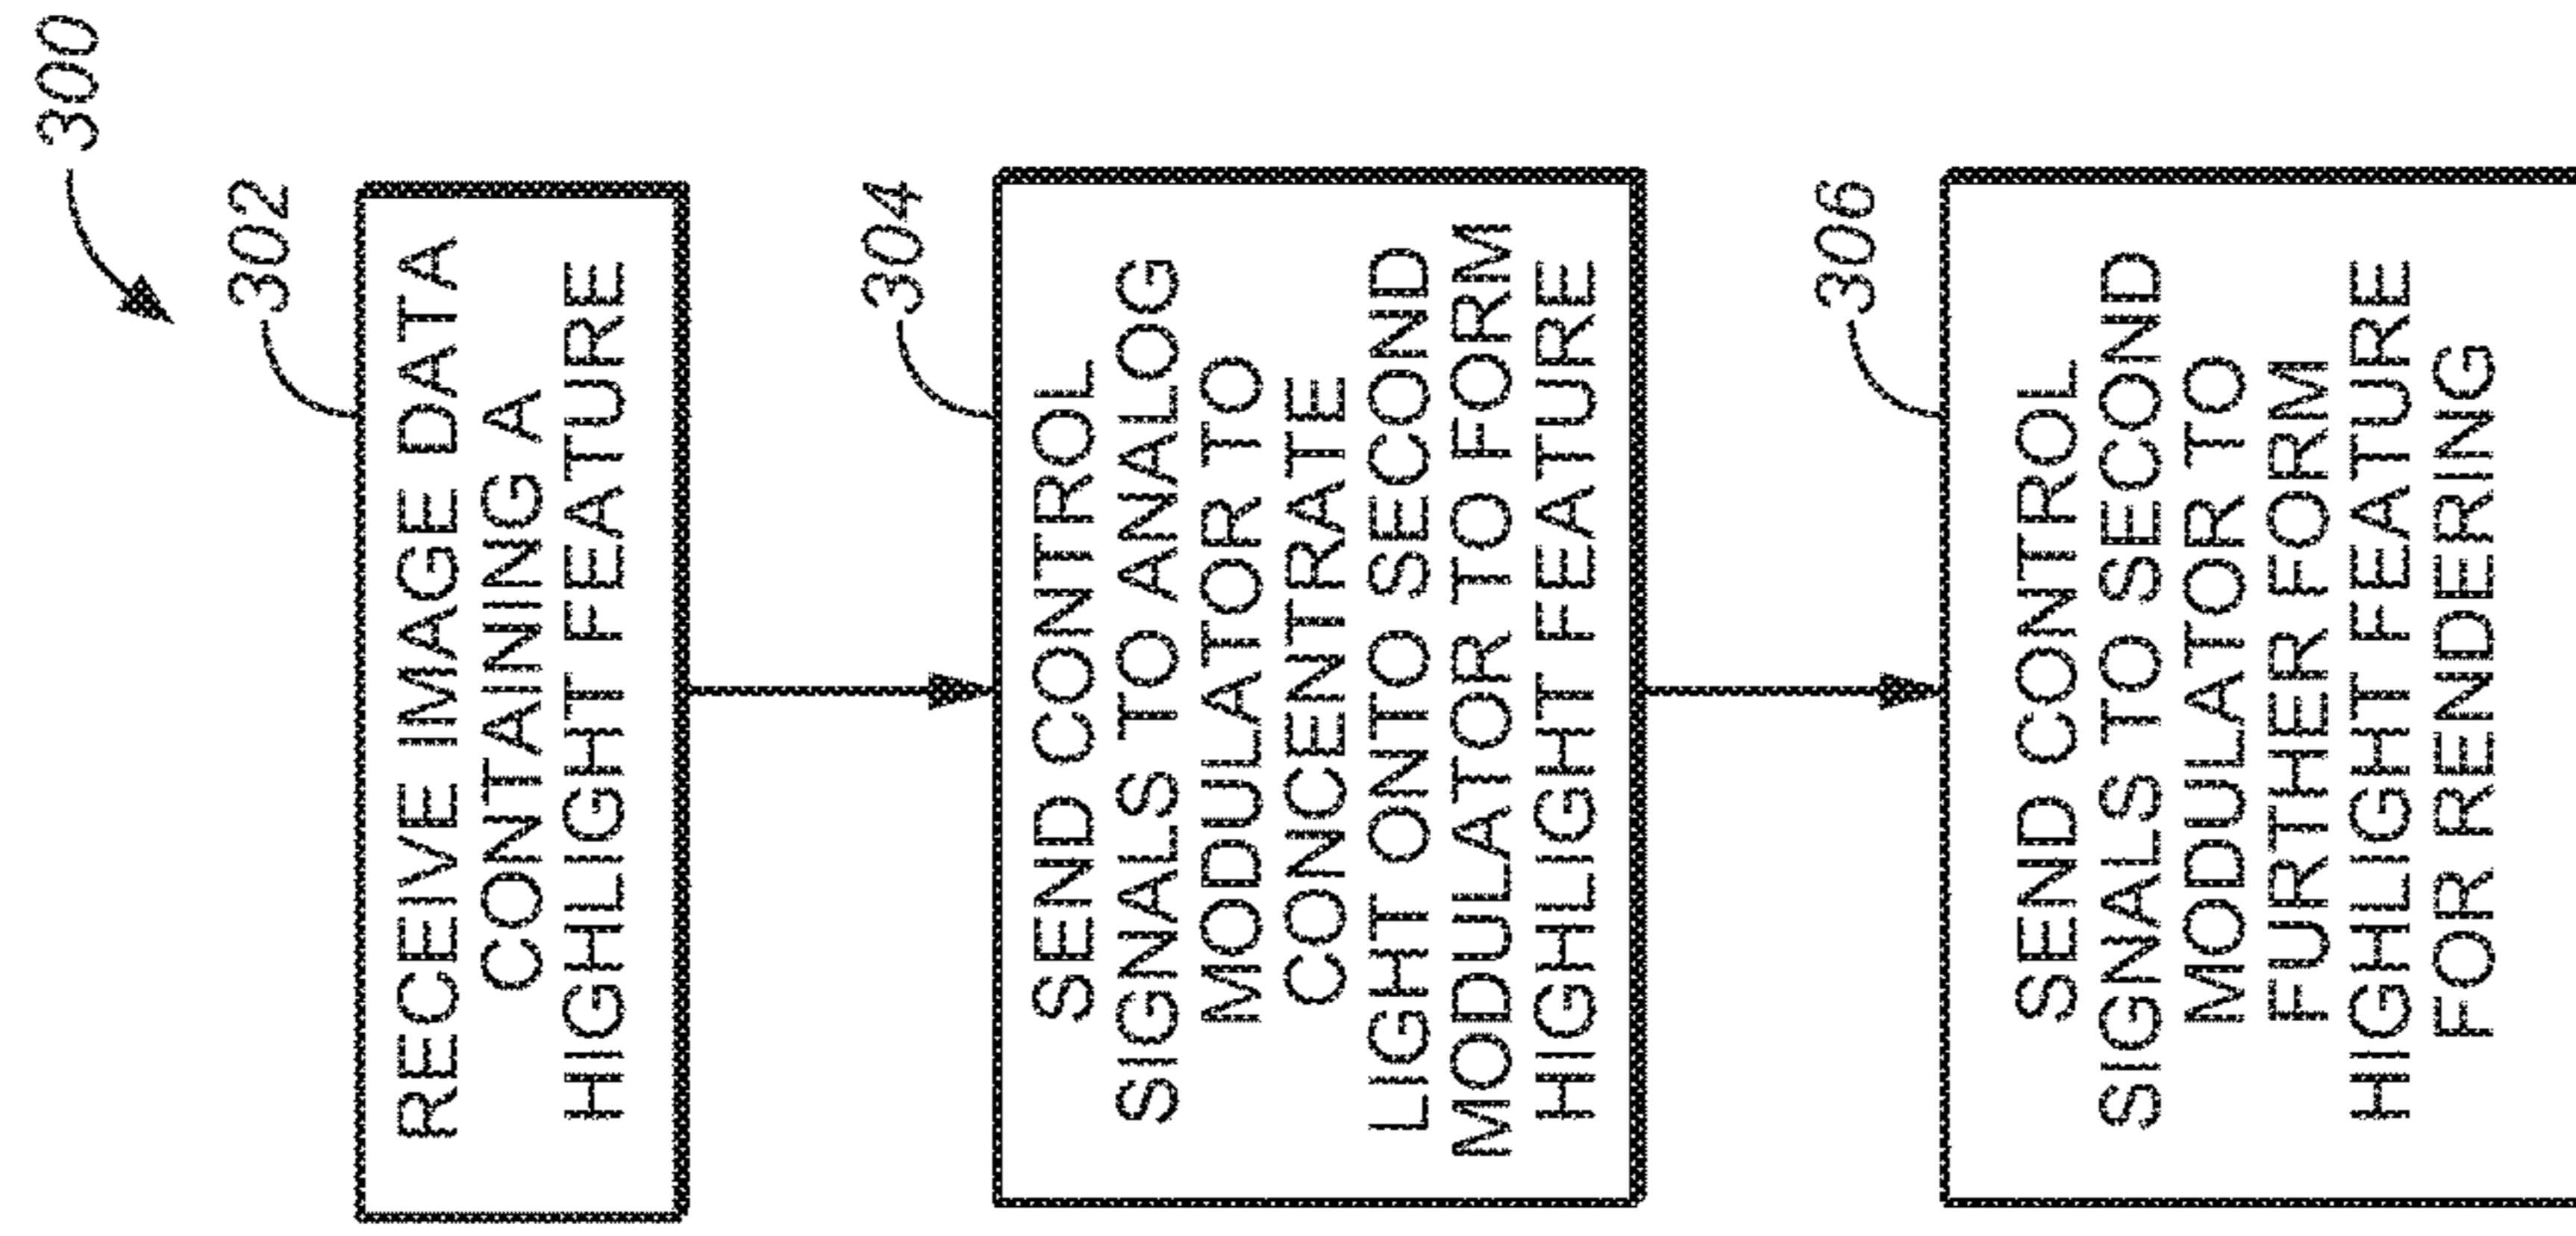 300
302
RECEIVE IMAGE DATA
CONTAINING A
HIGHLIGHT FEATURE
304
SEND CONTROL
SIGNALS TO ANALOG
MODULATOR TO
CONCENTRATE
LIGHT ONTO SECOND
MODULATOR TO FORM
HIGHLIGHT FEATURE
306
SEND CONTROL
SIGNALS TO SECOND
MODULATOR TO
FURTHER FORM
HIGHLIGHT FEATURE
FOR RENDERING